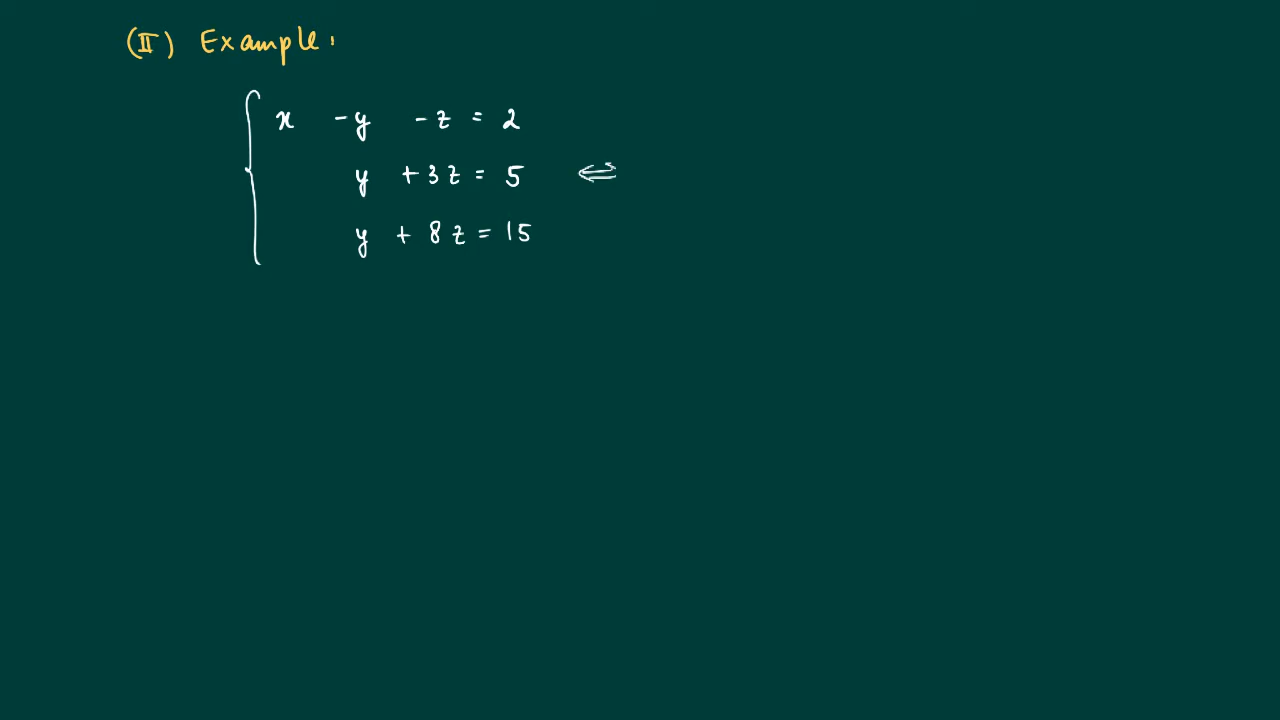 (II) Example:
x - y - z = 2
y + 3z = 5 ⇔
y + 8z = 15